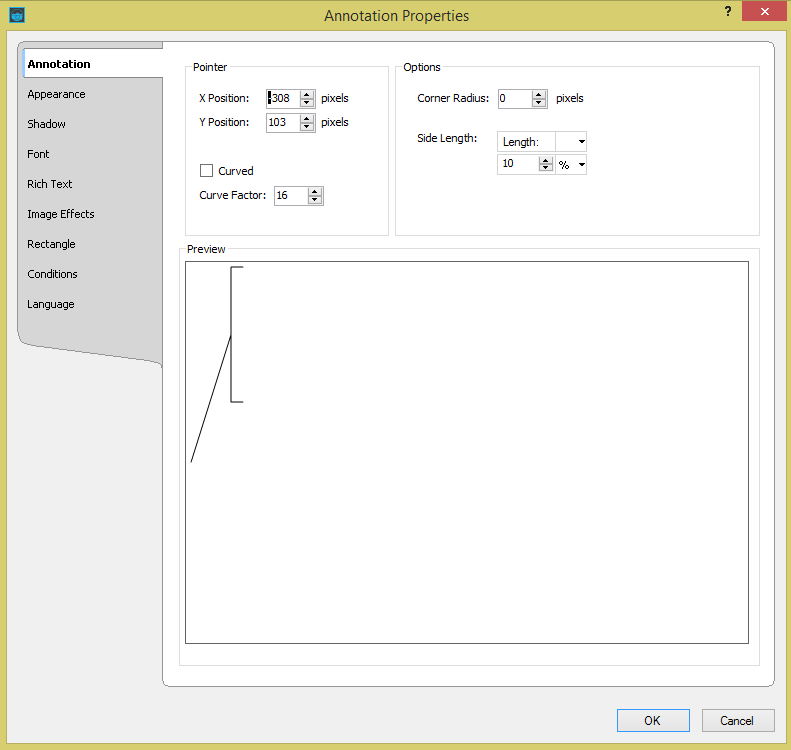 Annotation Properties
?
Annotation
Appearance
Shadow
Font
Rich Text
Image Effects
Rectangle
Conditions
Language
Pointer
X Position: -308 pixels
Y Position: 103 pixels
Curved
Curve Factor: 16
Options
Corner Radius: 0 pixels
Side Length: Length:
10 %
Preview
OK Cancel